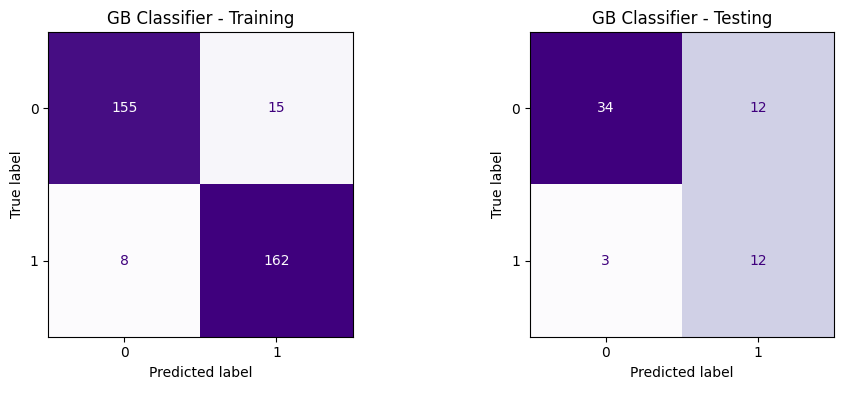 GB Classifier - Training
0
155
15
True label
1
8
162
0
1
Predicted label
GB Classifier - Testing
0
34
12
True label
1
3
12
0
1
Predicted label